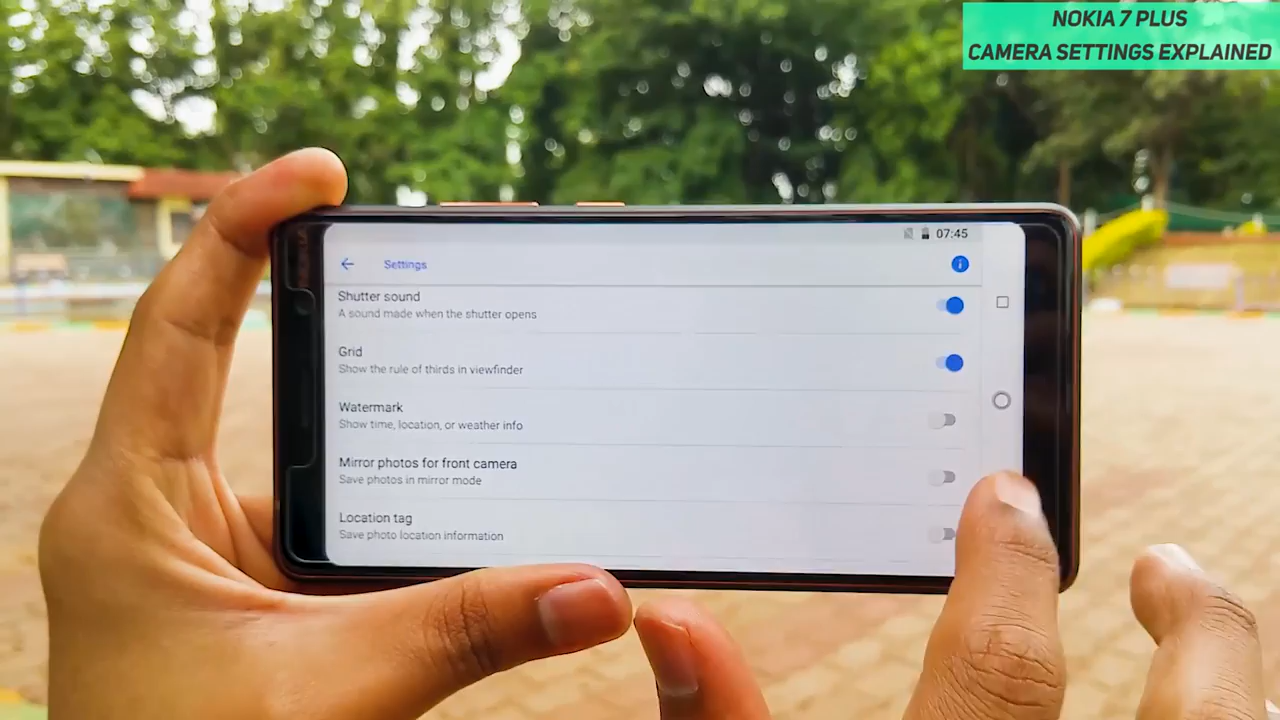 NOKIA 7 PLUS
CAMERA SETTINGS EXPLAINED
07:45
Settings
Shutter sound
A sound made when the shutter opens
Grid
Show the rule of thirds in viewfinder
Watermark
Show time, location, or weather info
Mirror photos for front camera
Save photos in mirror mode
Location tag
Save photo location information